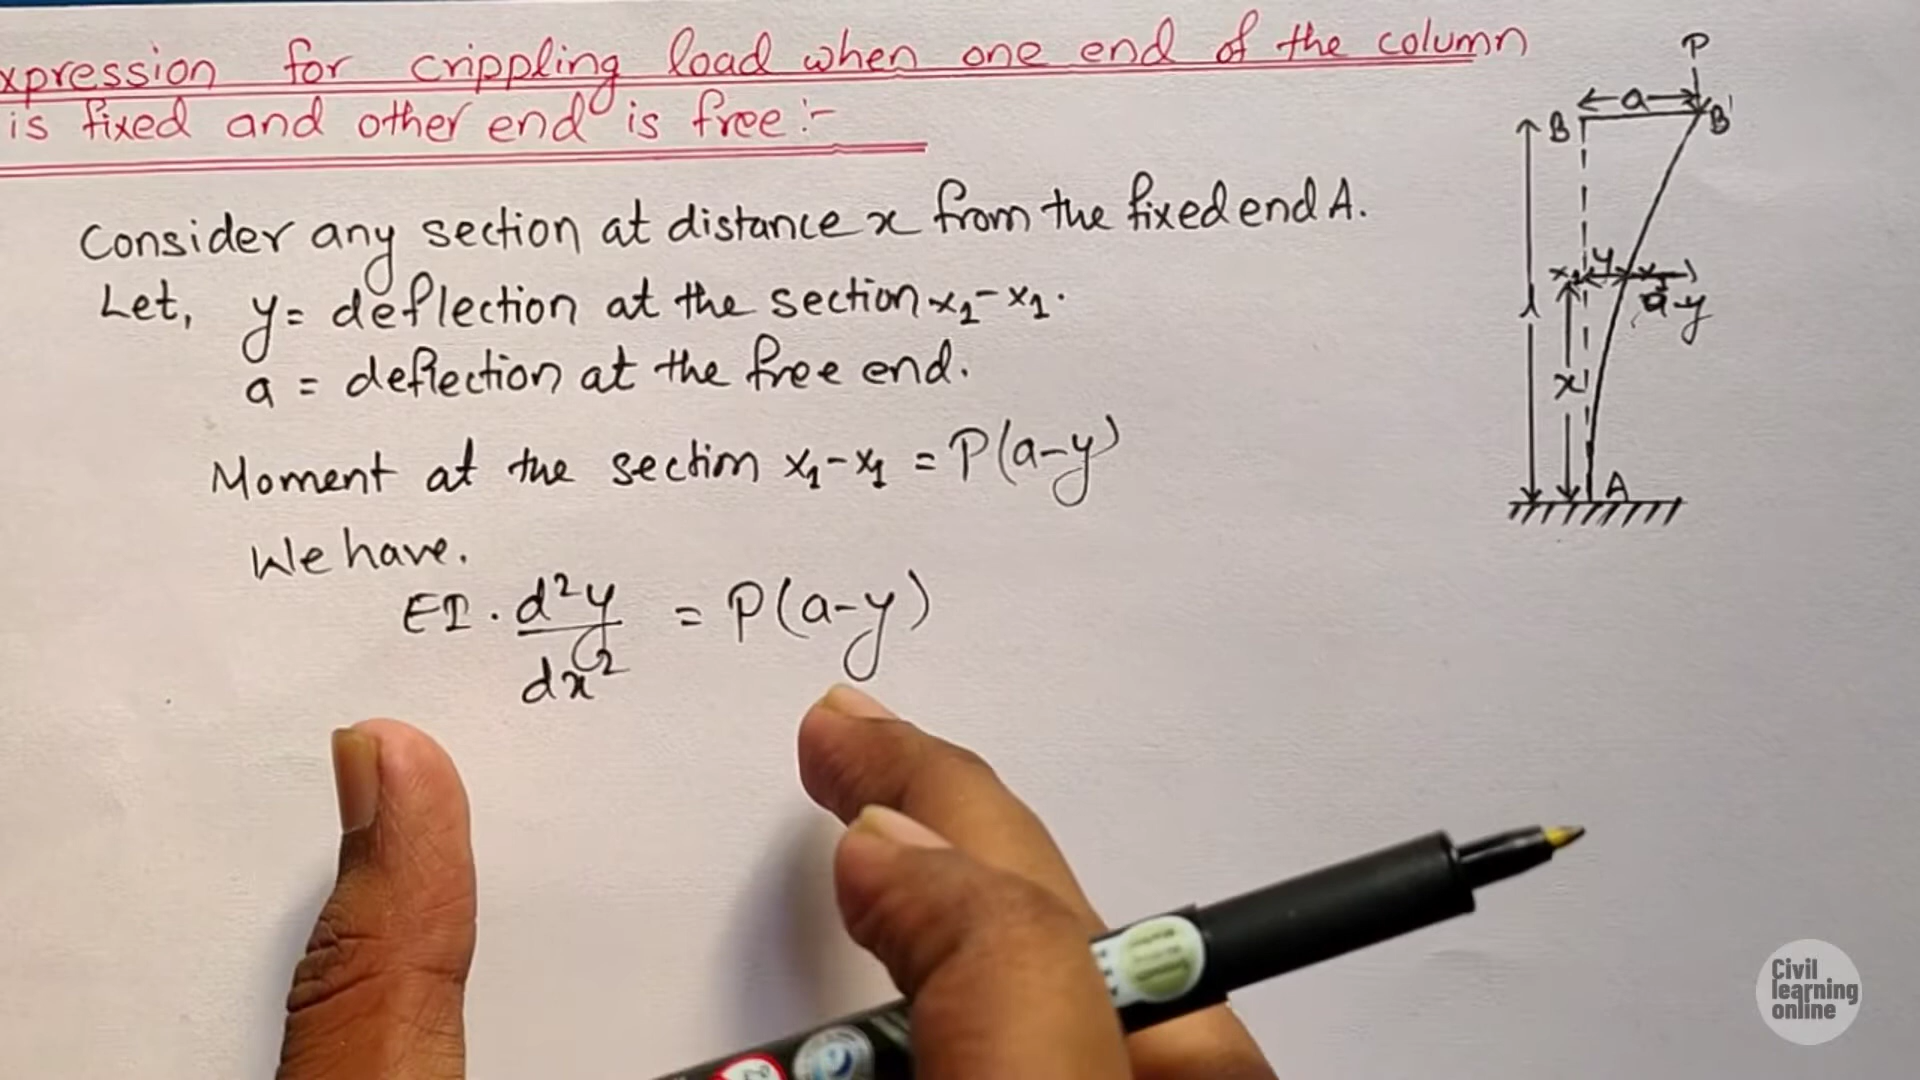 xpression for crippling load when one end of the column
is fixed and other end is free:-
Consider any section at distance x from the fixed end A.
Let, y = deflection at the section x1-x1.
a = deflection at the free end.
Moment at the section x1-x1 = P(a-y)
We have.
EI. d²y/dx² = P(a-y)
P
a
B
B'
y
a-y
l
x
A
Civil
learning
online